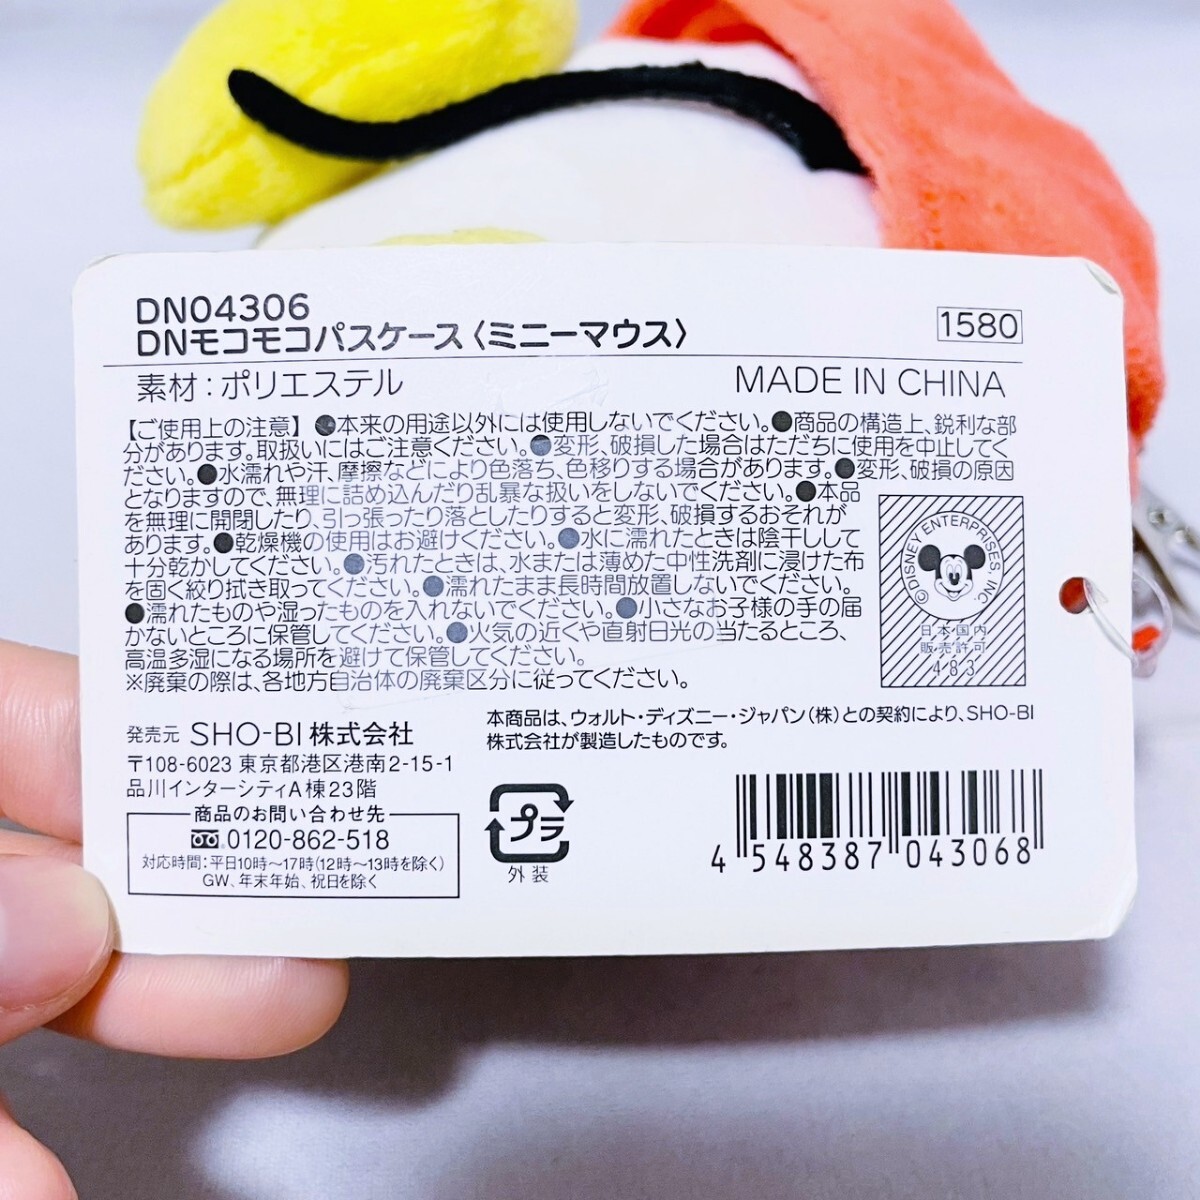 DN04306
DNモコモコパスケース〈ミニーマウス〉
1580
素材：ポリエステル
MADE IN CHINA
【ご使用上の注意】●本来の用途以外には使用しないでください。●商品の構造上、鋭利な部
分があります。取扱いにはご注意ください。●変形、破損した場合はただちに使用を中止してく
ださい。●水濡れや汗、摩擦などにより色落ち、色移りする場合があります。●変形、破損の原因
となりますので、無理に詰め込んだり乱暴な扱いをしないでください。●本品
を無理に開閉したり、引っ張ったり落としたりすると変形、破損するおそれが
あります。●乾燥機の使用はお避けください。●水に濡れたときは陰干しして
十分乾かしてください。●汚れたときは、水または薄めた中性洗剤に浸けた布
を固く絞り拭き取ってください。●濡れたまま長時間放置しないでください。
●濡れたものや湿ったものを入れないでください。●小さなお子様の手の届
かないところに保管してください。●火気の近くや直射日光の当たるところ、
高温多湿になる場所を避けて保管してください。
※廃棄の際は、各地方自治体の廃棄区分に従ってください。
©DISNEY ENTERPRISES INC.
日本国内
販売許可
483
発売元 SHO-BI株式会社
〒108-6023 東京都港区港南2-15-1
品川インターシティA棟23階
商品のお問い合わせ先
0120-862-518
対応時間：平日10時〜17時(12時〜13時を除く)
GW、年末年始、祝日を除く
本商品は、ウォルト・ディズニー・ジャパン(株)との契約により、SHO-BI
株式会社が製造したものです。
プラ
外装
4 548387 043068